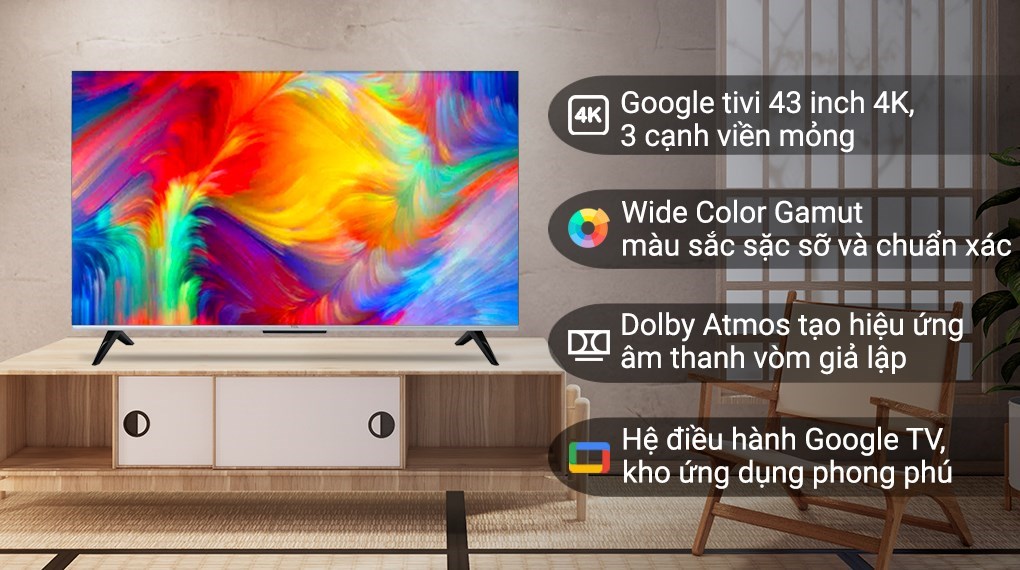 4K
Google tivi 43 inch 4K,
3 cạnh viền mỏng
Wide Color Gamut
màu sắc sặc sỡ và chuẩn xác
Dolby Atmos tạo hiệu ứng
âm thanh vòm giả lập
Hệ điều hành Google TV,
kho ứng dụng phong phú